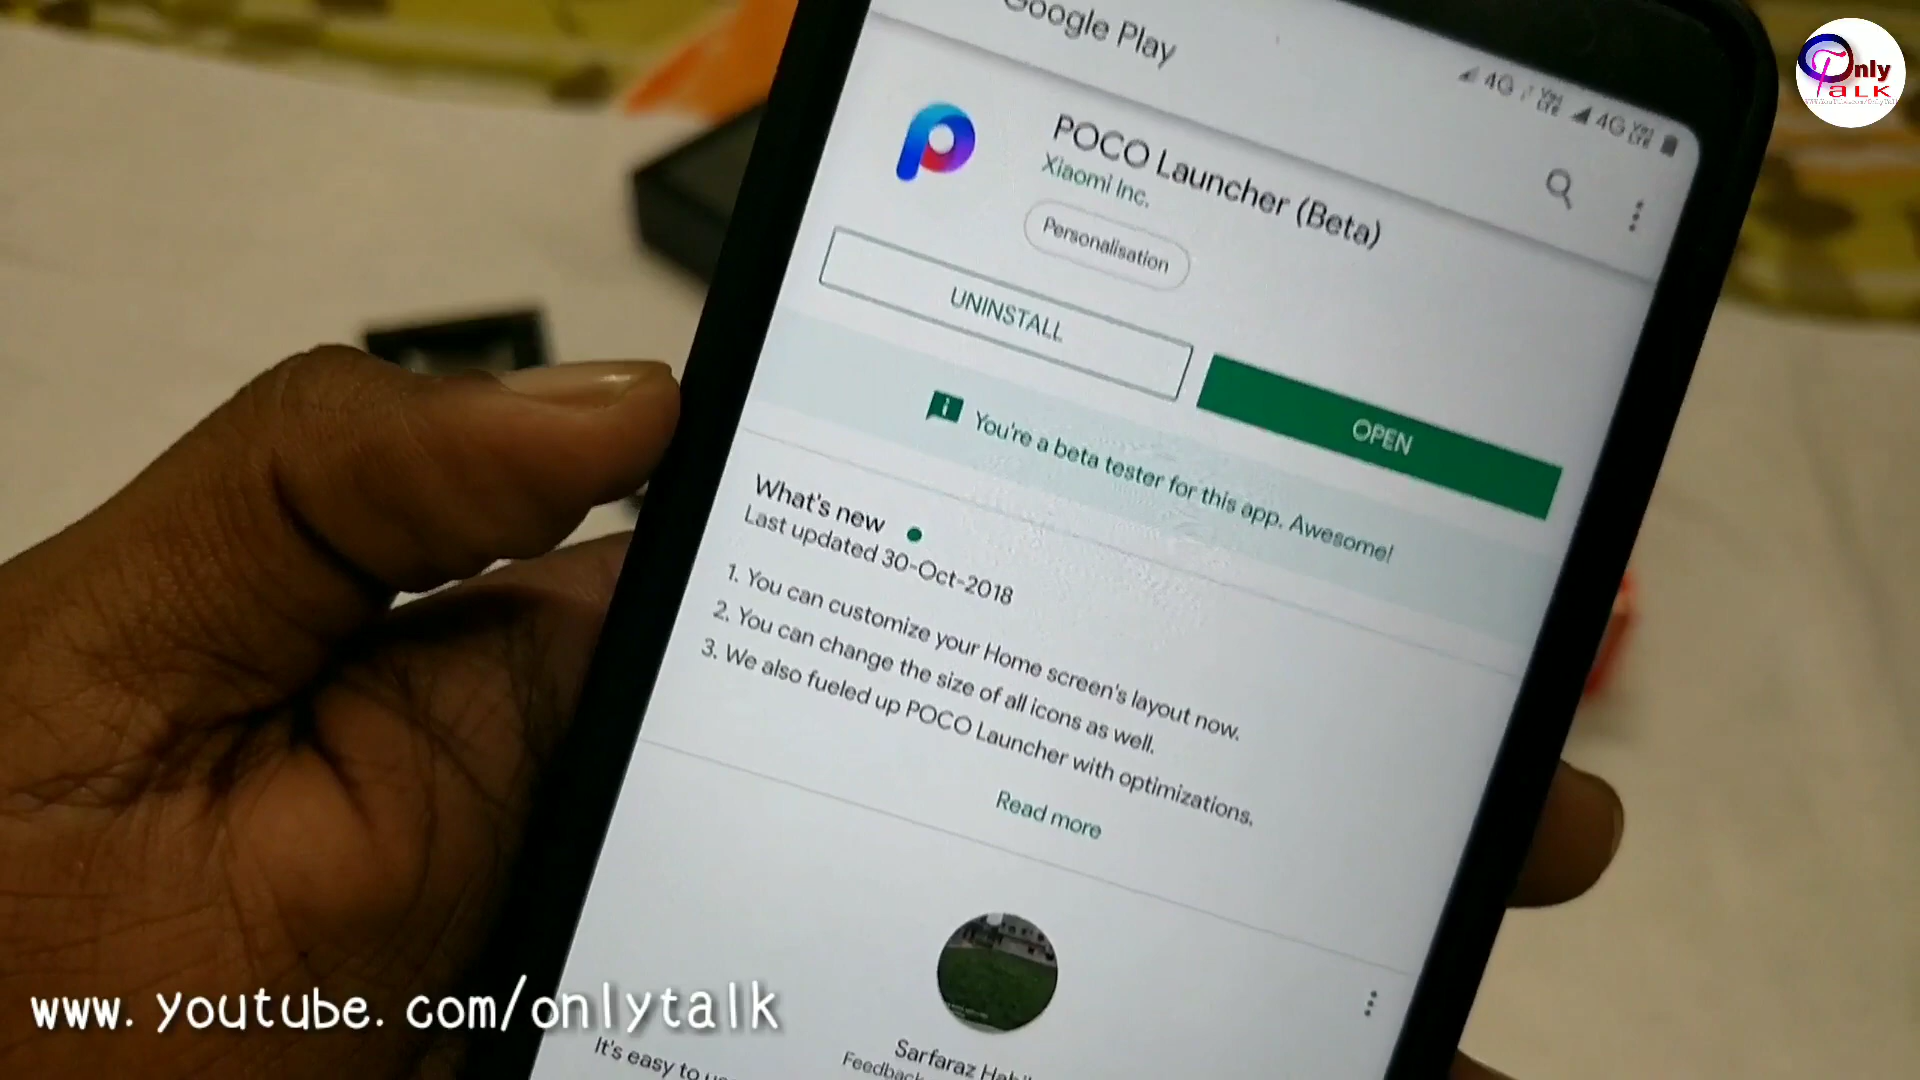 Google Play
4G VoLTE 4G VoLTE
Only
TALK
POCO Launcher (Beta)
Xiaomi Inc.
Personalisation
UNINSTALL
OPEN
You're a beta tester for this app. Awesome!
What's new
Last updated 30-Oct-2018
1. You can customize your Home screen's layout now.
2. You can change the size of all icons as well.
3. We also fueled up POCO Launcher with optimizations.
Read more
Sarfaraz
Feedback
It's easy to
www.youtube.com/onlytalk